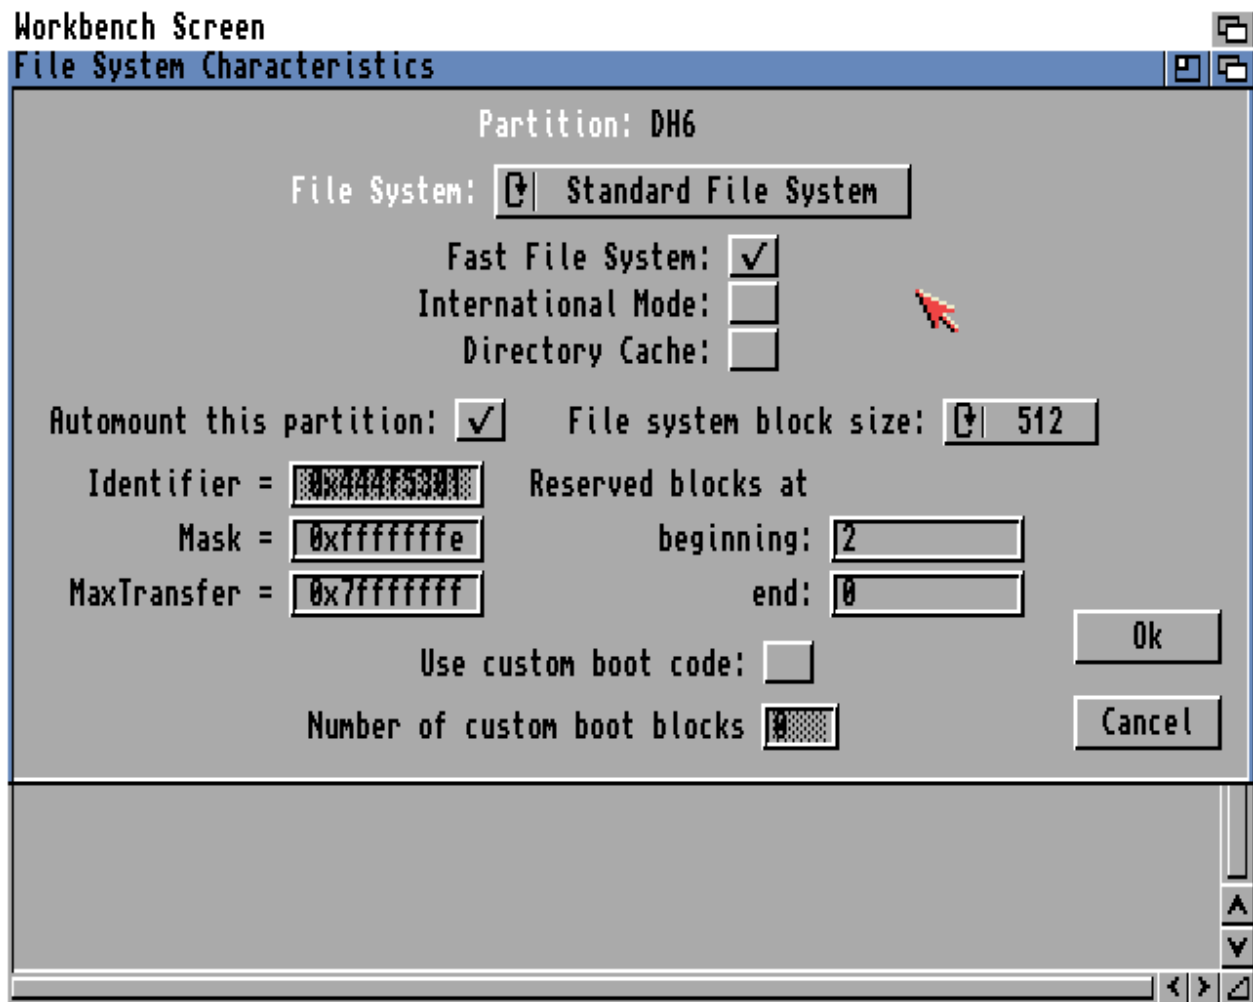 Workbench Screen
File System Characteristics
Partition: DH6
File System: Standard File System
Fast File System:
International Mode:
Directory Cache:
Automount this partition: File system block size: 512
Identifier = 0x444f5301 Reserved blocks at
Mask = 0xfffffffe beginning: 2
MaxTransfer = 0x7fffffff end: 0
Ok
Use custom boot code:
Number of custom boot blocks 0
Cancel